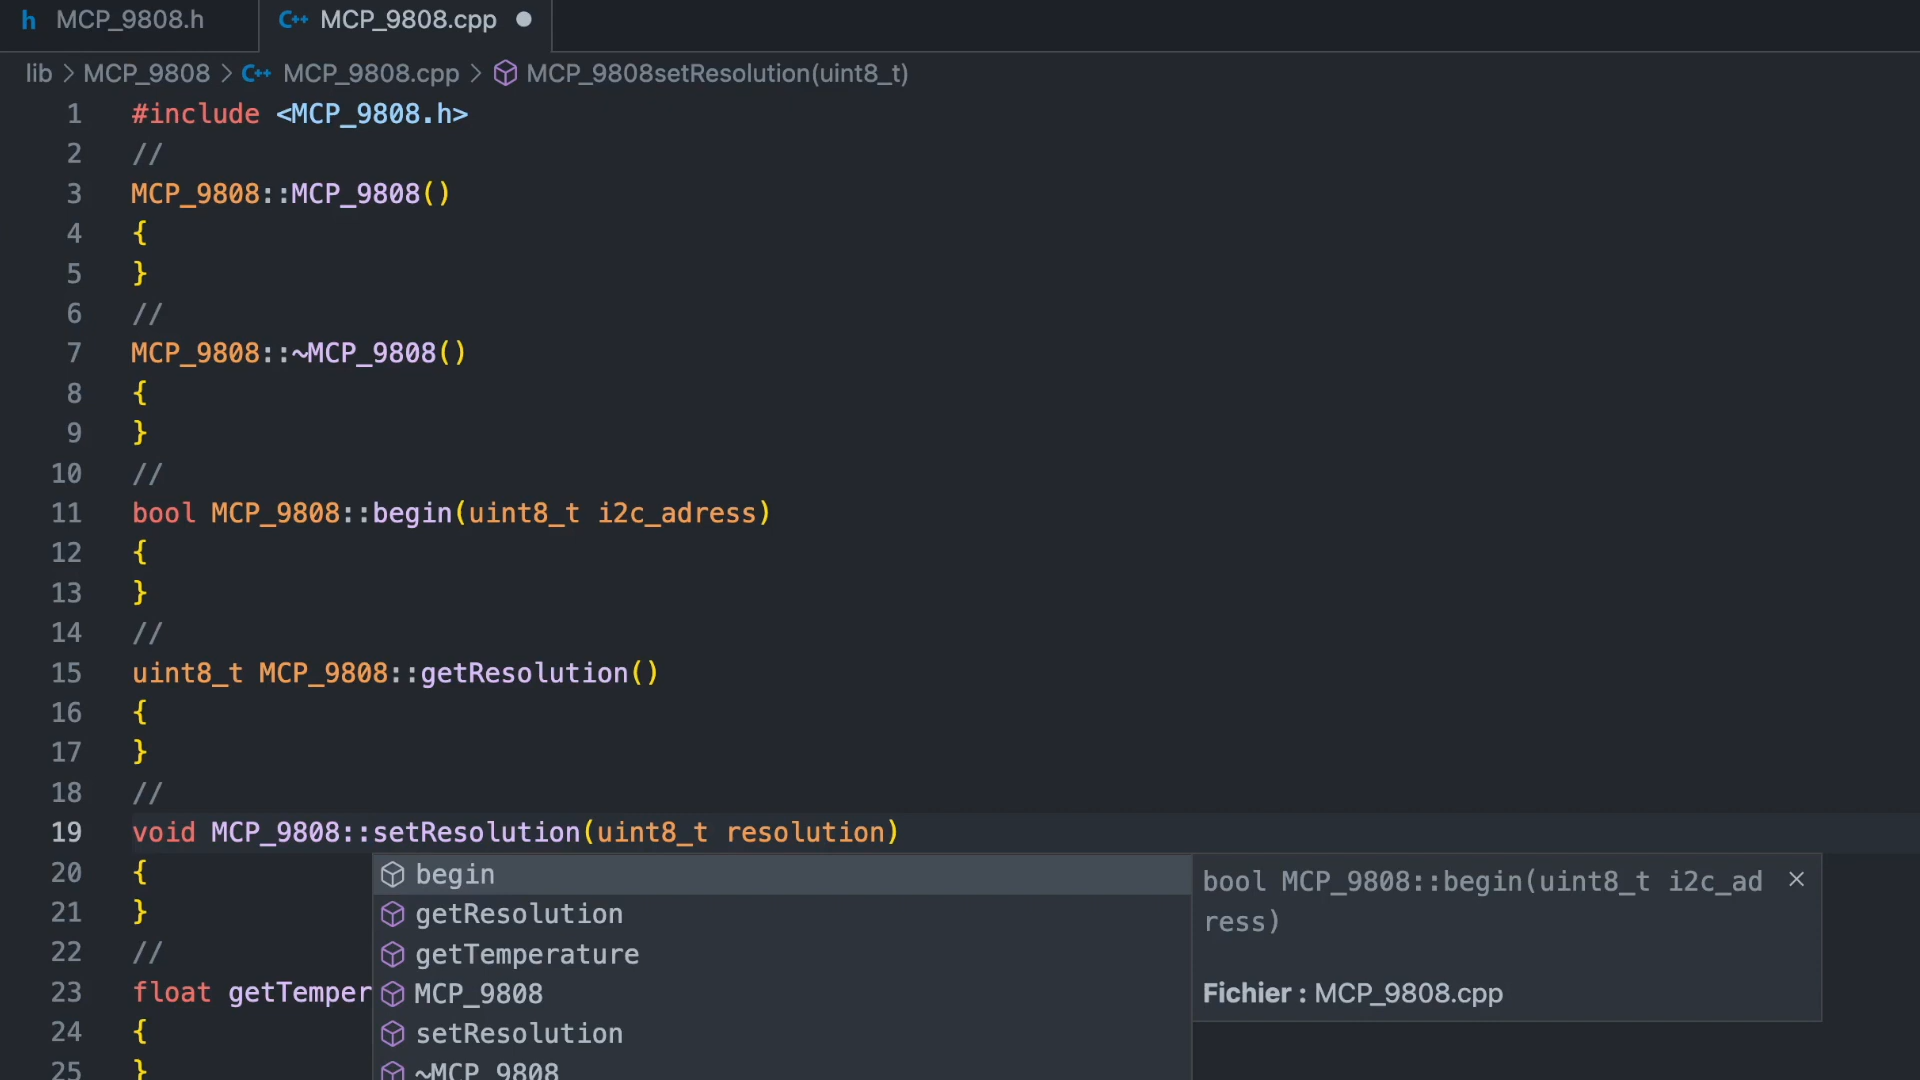 h MCP_9808.h C++ MCP_9808.cpp
lib > MCP_9808 > C++ MCP_9808.cpp > MCP_9808setResolution(uint8_t)
1 #include <MCP_9808.h>
2 //
3 MCP_9808::MCP_9808()
4 {
5 }
6 //
7 MCP_9808::~MCP_9808()
8 {
9 }
10 //
11 bool MCP_9808::begin(uint8_t i2c_adress)
12 {
13 }
14 //
15 uint8_t MCP_9808::getResolution()
16 {
17 }
18 //
19 void MCP_9808::setResolution(uint8_t resolution)
20 {
21 }
22 //
23 float getTemper
24 {
25 }
begin
getResolution
getTemperature
MCP_9808
setResolution
~MCP_9808
bool MCP_9808::begin(uint8_t i2c_ad
ress)
Fichier : MCP_9808.cpp